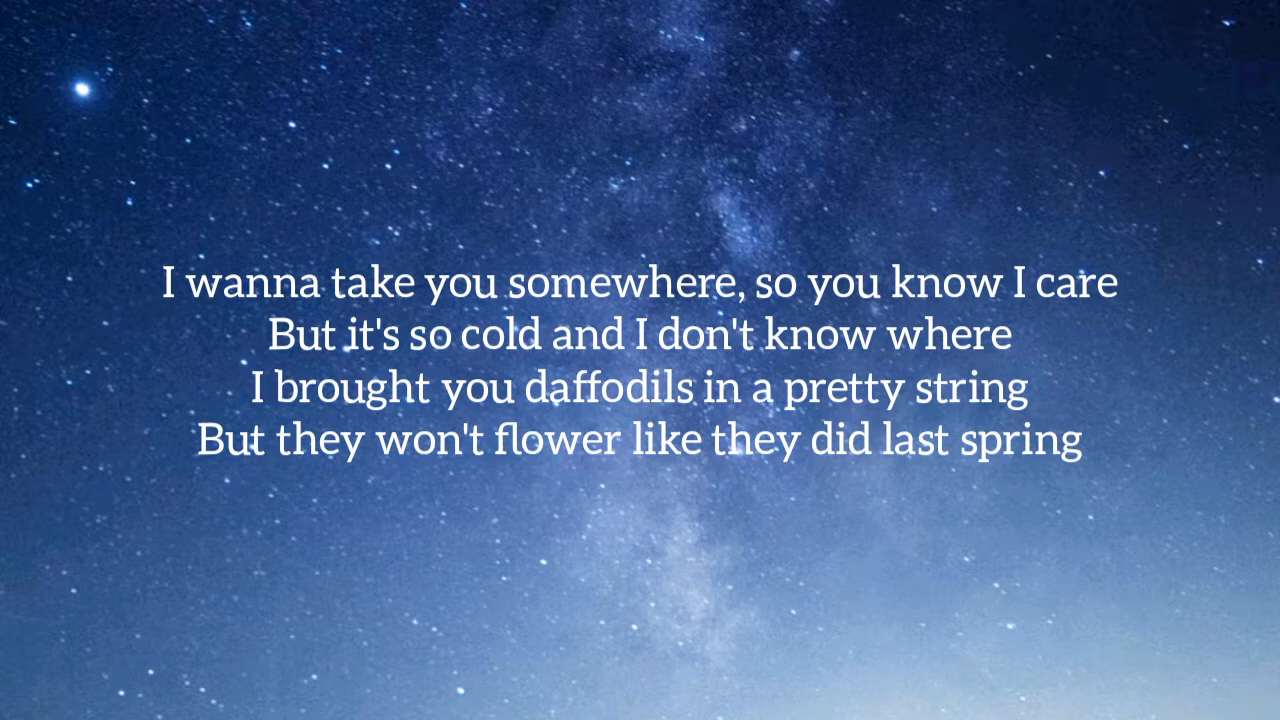 I wanna take you somewhere, so you know I care
But it's so cold and I don't know where
I brought you daffodils in a pretty string
But they won't flower like they did last spring